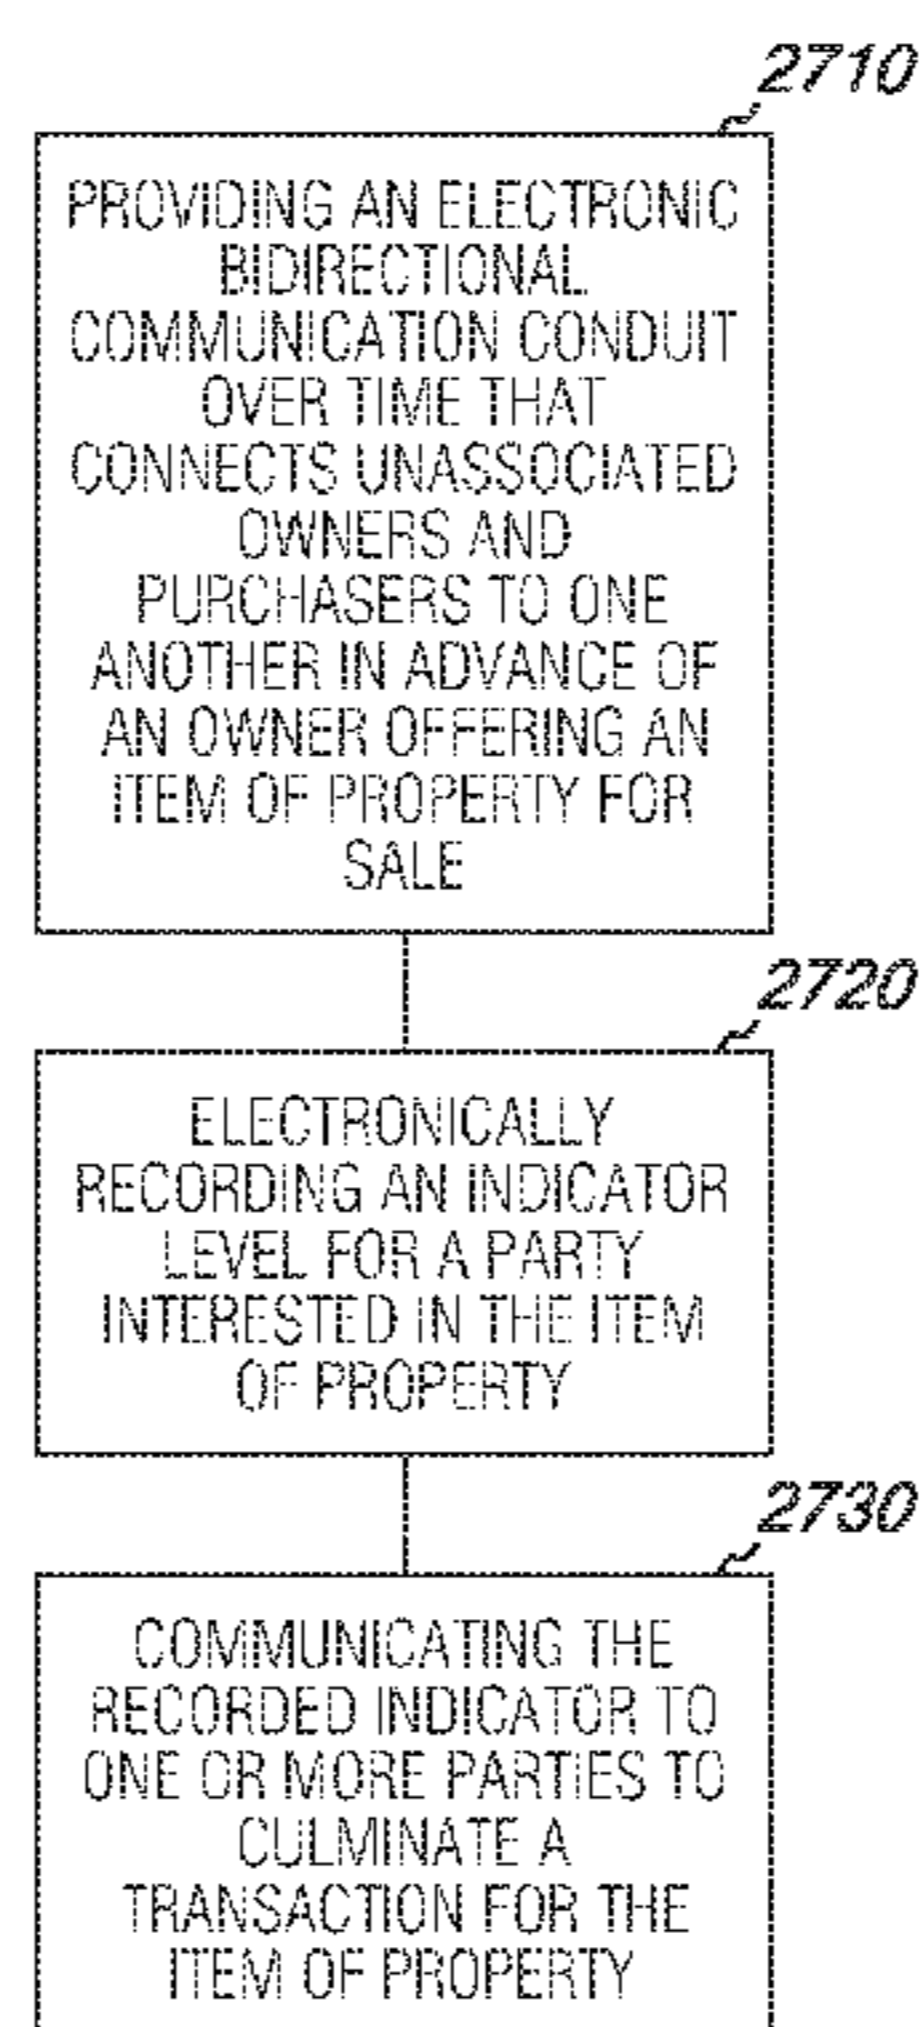 2710
PROVIDING AN ELECTRONIC
BIDIRECTIONAL
COMMUNICATION CONDUIT
OVER TIME THAT
CONNECTS UNASSOCIATED
OWNERS AND
PURCHASERS TO ONE
ANOTHER IN ADVANCE OF
AN OWNER OFFERING AN
ITEM OF PROPERTY FOR
SALE
2720
ELECTRONICALLY
RECORDING AN INDICATOR
LEVEL FOR A PARTY
INTERESTED IN THE ITEM
OF PROPERTY
2730
COMMUNICATING THE
RECORDED INDICATOR TO
ONE OR MORE PARTIES TO
CULMINATE A
TRANSACTION FOR THE
ITEM OF PROPERTY